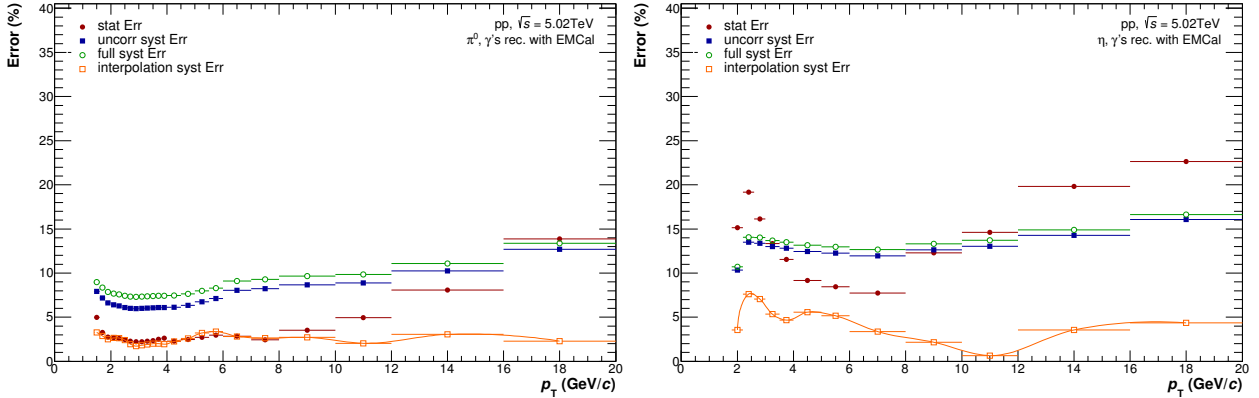 Error (%)
40
35
30
25
20
15
10
5
0
stat Err
uncorr syst Err
full syst Err
interpolation syst Err
pp, √s = 5.02TeV
π⁰, γ's rec. with EMCal
0 2 4 6 8 10 12 14 16 18 20
p_T (GeV/c)
Error (%)
40
35
30
25
20
15
10
5
0
stat Err
uncorr syst Err
full syst Err
interpolation syst Err
pp, √s = 5.02TeV
η, γ's rec. with EMCal
0 2 4 6 8 10 12 14 16 18 20
p_T (GeV/c)